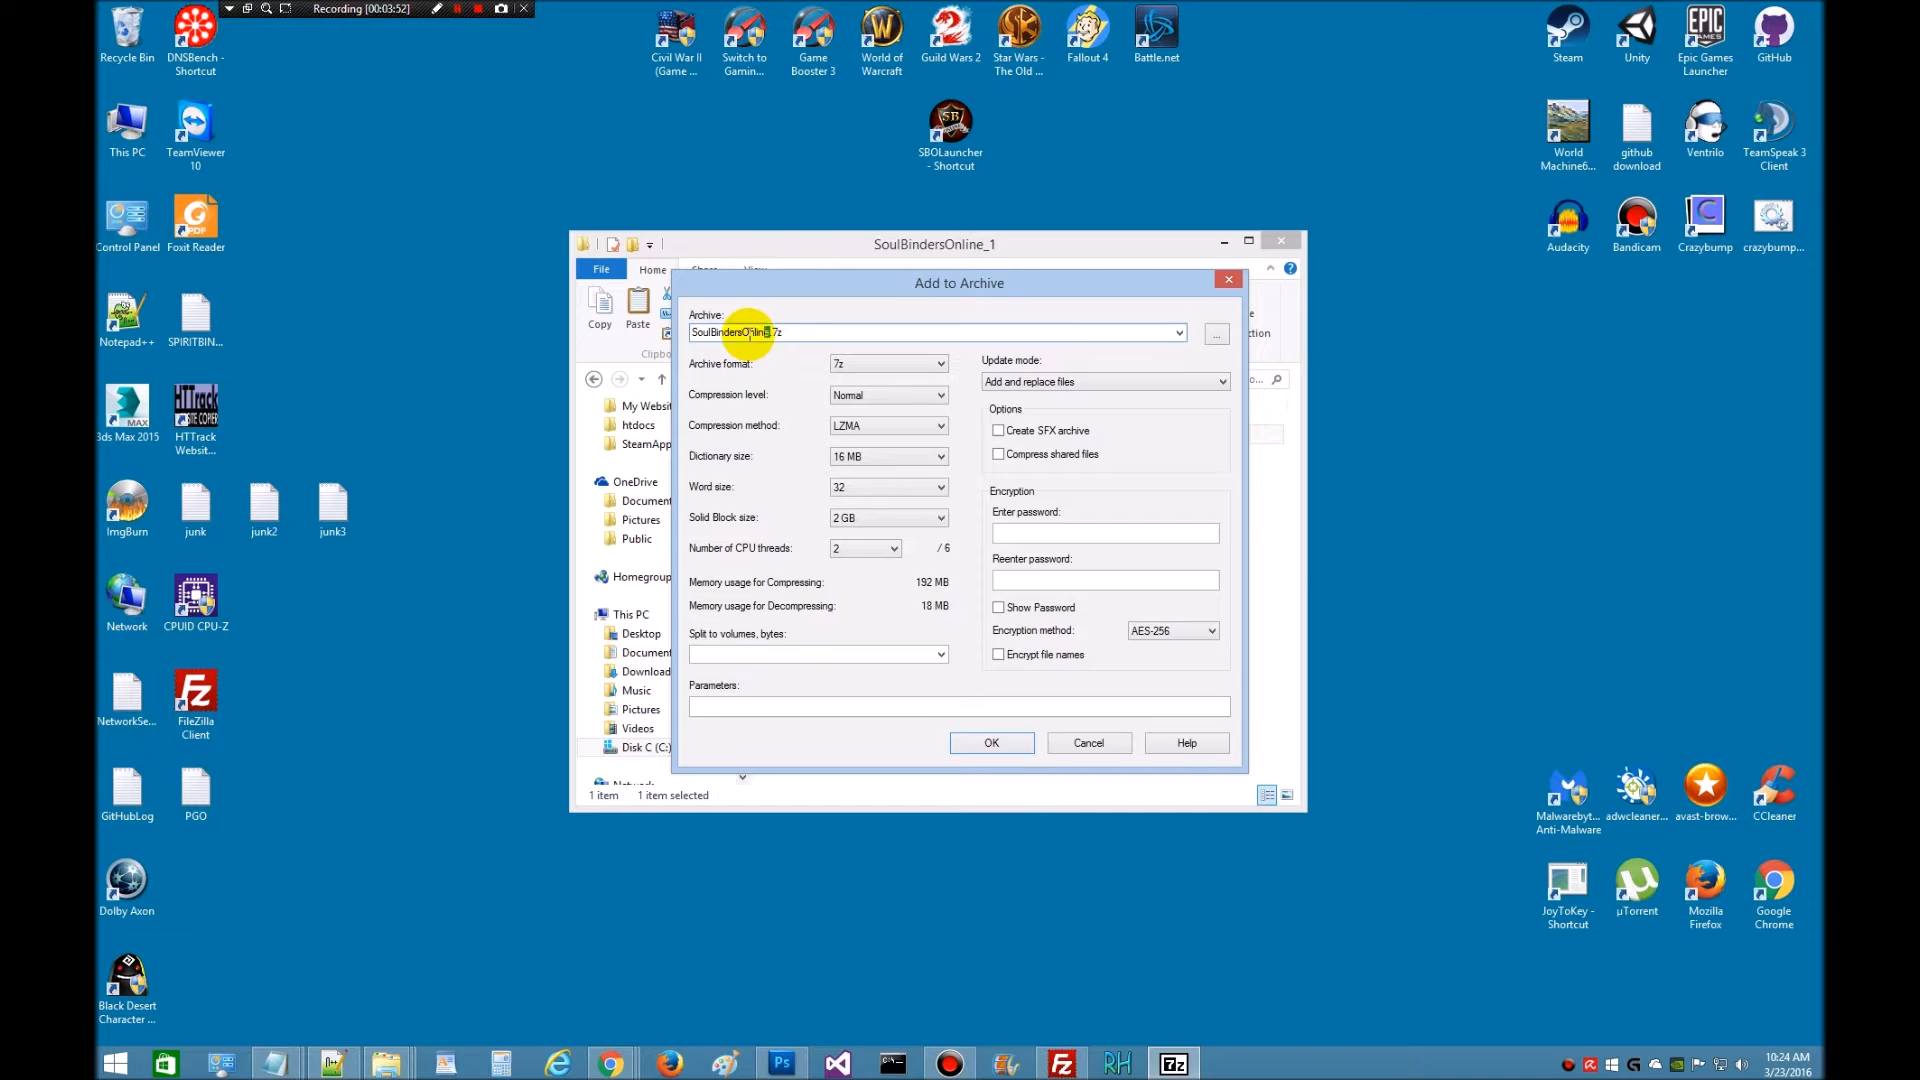 Recording [00:03:52]
Recycle Bin
DNSBench - Shortcut
This PC
TeamViewer 10
Control Panel
Foxit Reader
Notepad++
SPIRITBIN...
3ds Max 2015
HTTrack Websit...
ImgBurn
junk
junk2
junk3
Network
CPUID CPU-Z
NetworkSe...
FileZilla Client
GitHubLog
PGO
Dolby Axon
Black Desert Character ...
Civil War II (Game ...
Switch to Gamin...
Game Booster 3
World of Warcraft
Guild Wars 2
Star Wars - The Old ...
Fallout 4
Battle.net
SBOLauncher - Shortcut
Steam
Unity
Epic Games Launcher
GitHub
World Machine6...
github download
Ventrilo
TeamSpeak 3 Client
Audacity
Bandicam
Crazybump
crazybump...
SoulBindersOnline_1
File
Home
Copy
Paste
Clipbo
My Websit
htdocs
SteamApp
OneDrive
Document
Pictures
Public
Homegroup
This PC
Desktop
Document
Download
Music
Pictures
Videos
Disk C (C:)
1 item
1 item selected
Add to Archive
Archive:
SoulBindersOnline.7z
...
Archive format:
7z
Compression level:
Normal
Compression method:
LZMA
Dictionary size:
16 MB
Word size:
32
Solid Block size:
2 GB
Number of CPU threads:
2
/ 6
Memory usage for Compressing:
192 MB
Memory usage for Decompressing:
18 MB
Split to volumes, bytes:
Parameters:
Update mode:
Add and replace files
Options
Create SFX archive
Compress shared files
Encryption
Enter password:
Reenter password:
Show Password
Encryption method:
AES-256
Encrypt file names
OK
Cancel
Help
Malwarebyt... Anti-Malware
adwcleaner...
avast-brow...
CCleaner
JoyToKey - Shortcut
µTorrent
Mozilla Firefox
Google Chrome
10:24 AM
3/23/2016